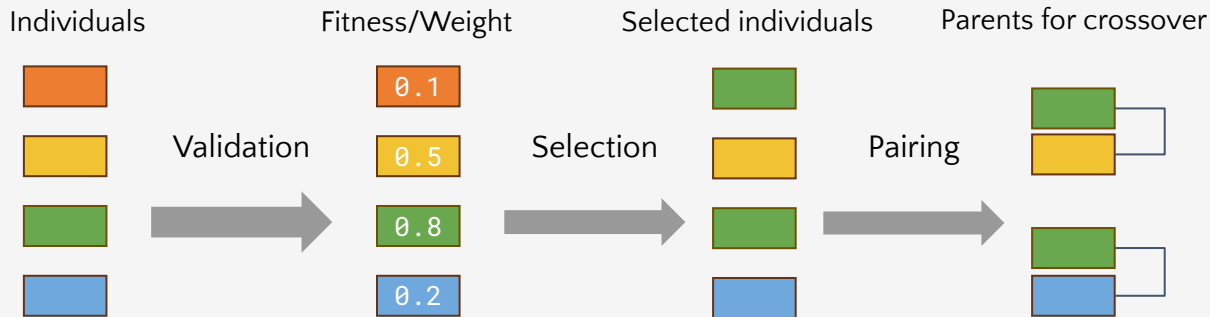 Individuals
Fitness/Weight
Selected individuals
Parents for crossover
Validation
Selection
Pairing
0.1
0.5
0.8
0.2